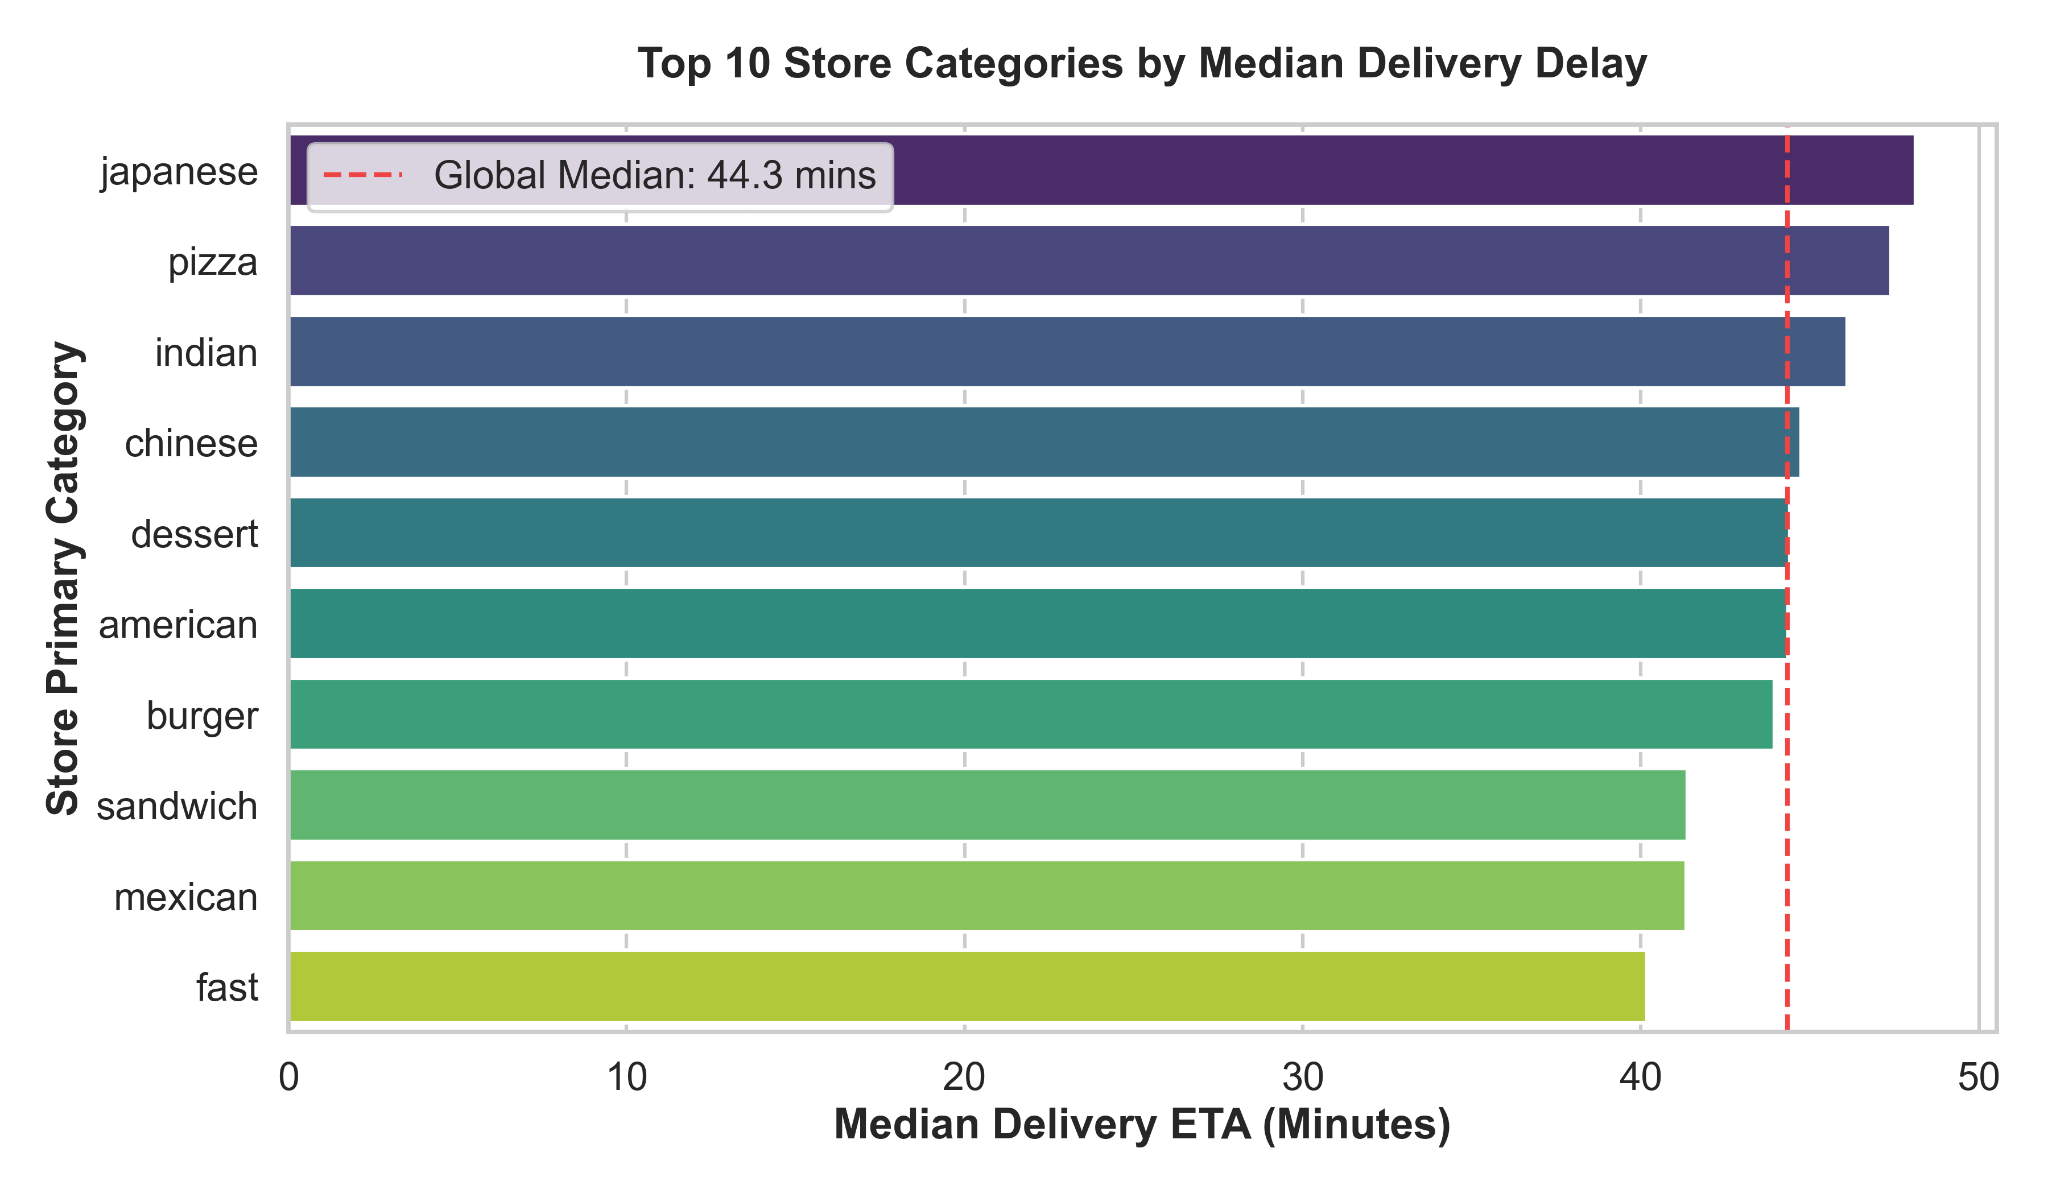 Top 10 Store Categories by Median Delivery Delay
Global Median: 44.3 mins
Store Primary Category
japanese
pizza
indian
chinese
dessert
american
burger
sandwich
mexican
fast
0 10 20 30 40 50
Median Delivery ETA (Minutes)